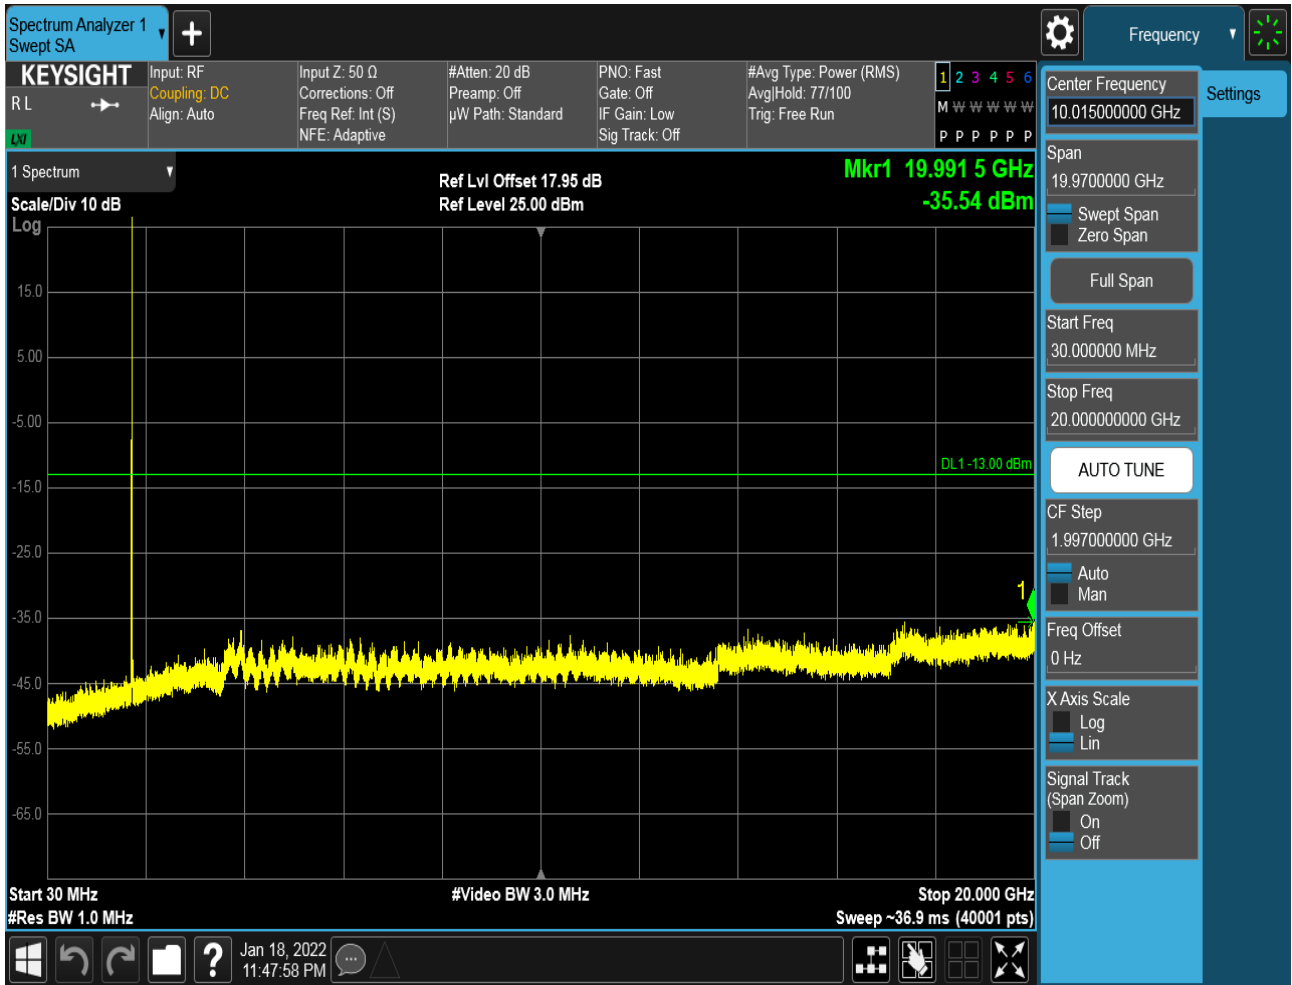 Spectrum Analyzer 1
Swept SA
Frequency
KEYSIGHT
R L
LXI
Input: RF
Coupling: DC
Align: Auto
Input Z: 50 Ω
Corrections: Off
Freq Ref: Int (S)
NFE: Adaptive
#Atten: 20 dB
Preamp: Off
µW Path: Standard
PNO: Fast
Gate: Off
IF Gain: Low
Sig Track: Off
#Avg Type: Power (RMS)
Avg|Hold: 77/100
Trig: Free Run
1 2 3 4 5 6
M W W W W W
P P P P P P
1 Spectrum
Scale/Div 10 dB
Log
Ref Lvl Offset 17.95 dB
Ref Level 25.00 dBm
Mkr1 19.991 5 GHz
-35.54 dBm
15.0
5.00
-5.00
-15.0
-25.0
-35.0
-45.0
-55.0
-65.0
DL1 -13.00 dBm
1
Start 30 MHz
#Res BW 1.0 MHz
#Video BW 3.0 MHz
Stop 20.000 GHz
Sweep ~36.9 ms (40001 pts)
Jan 18, 2022
11:47:58 PM
Center Frequency
10.015000000 GHz
Settings
Span
19.9700000 GHz
Swept Span
Zero Span
Full Span
Start Freq
30.000000 MHz
Stop Freq
20.000000000 GHz
AUTO TUNE
CF Step
1.997000000 GHz
Auto
Man
Freq Offset
0 Hz
X Axis Scale
Log
Lin
Signal Track
(Span Zoom)
On
Off